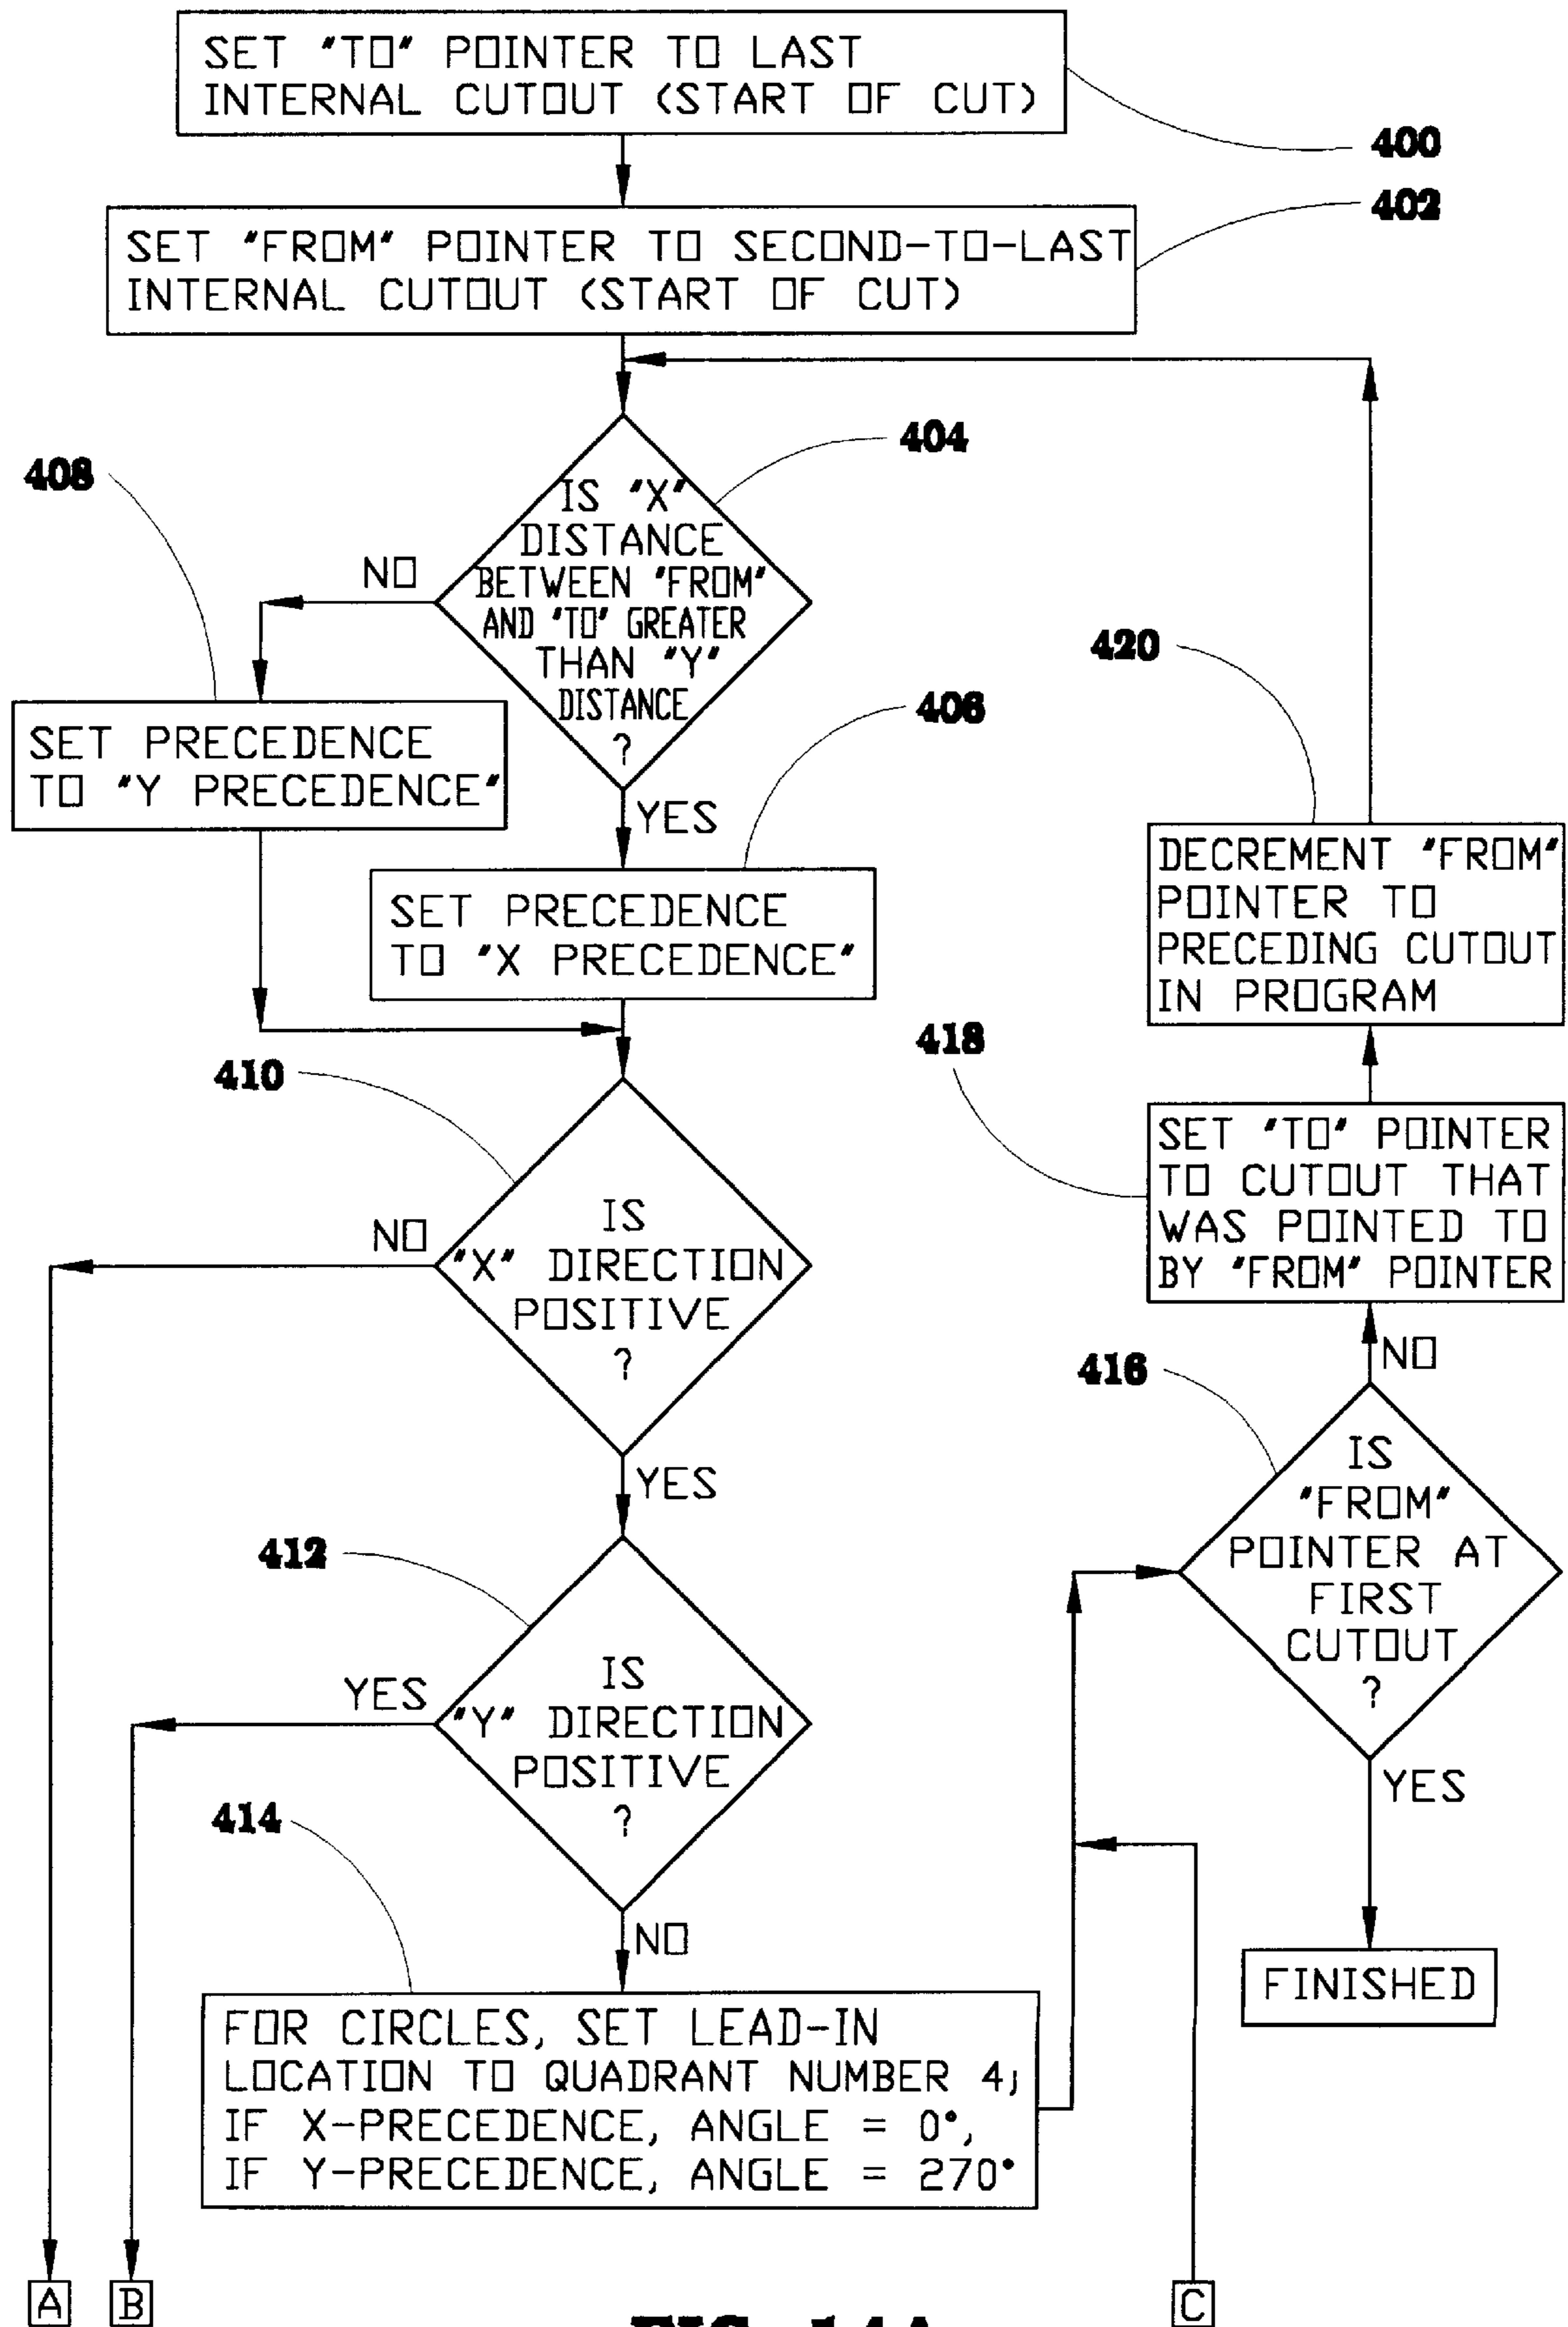 SET "TO" POINTER TO LAST
INTERNAL CUTOUT (START OF CUT)
400
402
SET "FROM" POINTER TO SECOND-TO-LAST
INTERNAL CUTOUT (START OF CUT)
404
408
IS "X"
DISTANCE
BETWEEN "FROM"
AND "TO" GREATER
THAN "Y"
DISTANCE
?
NO
YES
420
406
SET PRECEDENCE
TO "Y PRECEDENCE"
SET PRECEDENCE
TO "X PRECEDENCE"
DECREMENT "FROM"
POINTER TO
PRECEDING CUTOUT
IN PROGRAM
418
410
SET "TO" POINTER
TO CUTOUT THAT
WAS POINTED TO
BY "FROM" POINTER
NO
IS
"X" DIRECTION
POSITIVE
?
YES
NO
416
IS
"FROM"
POINTER AT
FIRST
CUTOUT
?
YES
412
YES
IS
"Y" DIRECTION
POSITIVE
?
NO
414
FINISHED
FOR CIRCLES, SET LEAD-IN
LOCATION TO QUADRANT NUMBER 4;
IF X-PRECEDENCE, ANGLE = 0°,
IF Y-PRECEDENCE, ANGLE = 270°
A
B
C